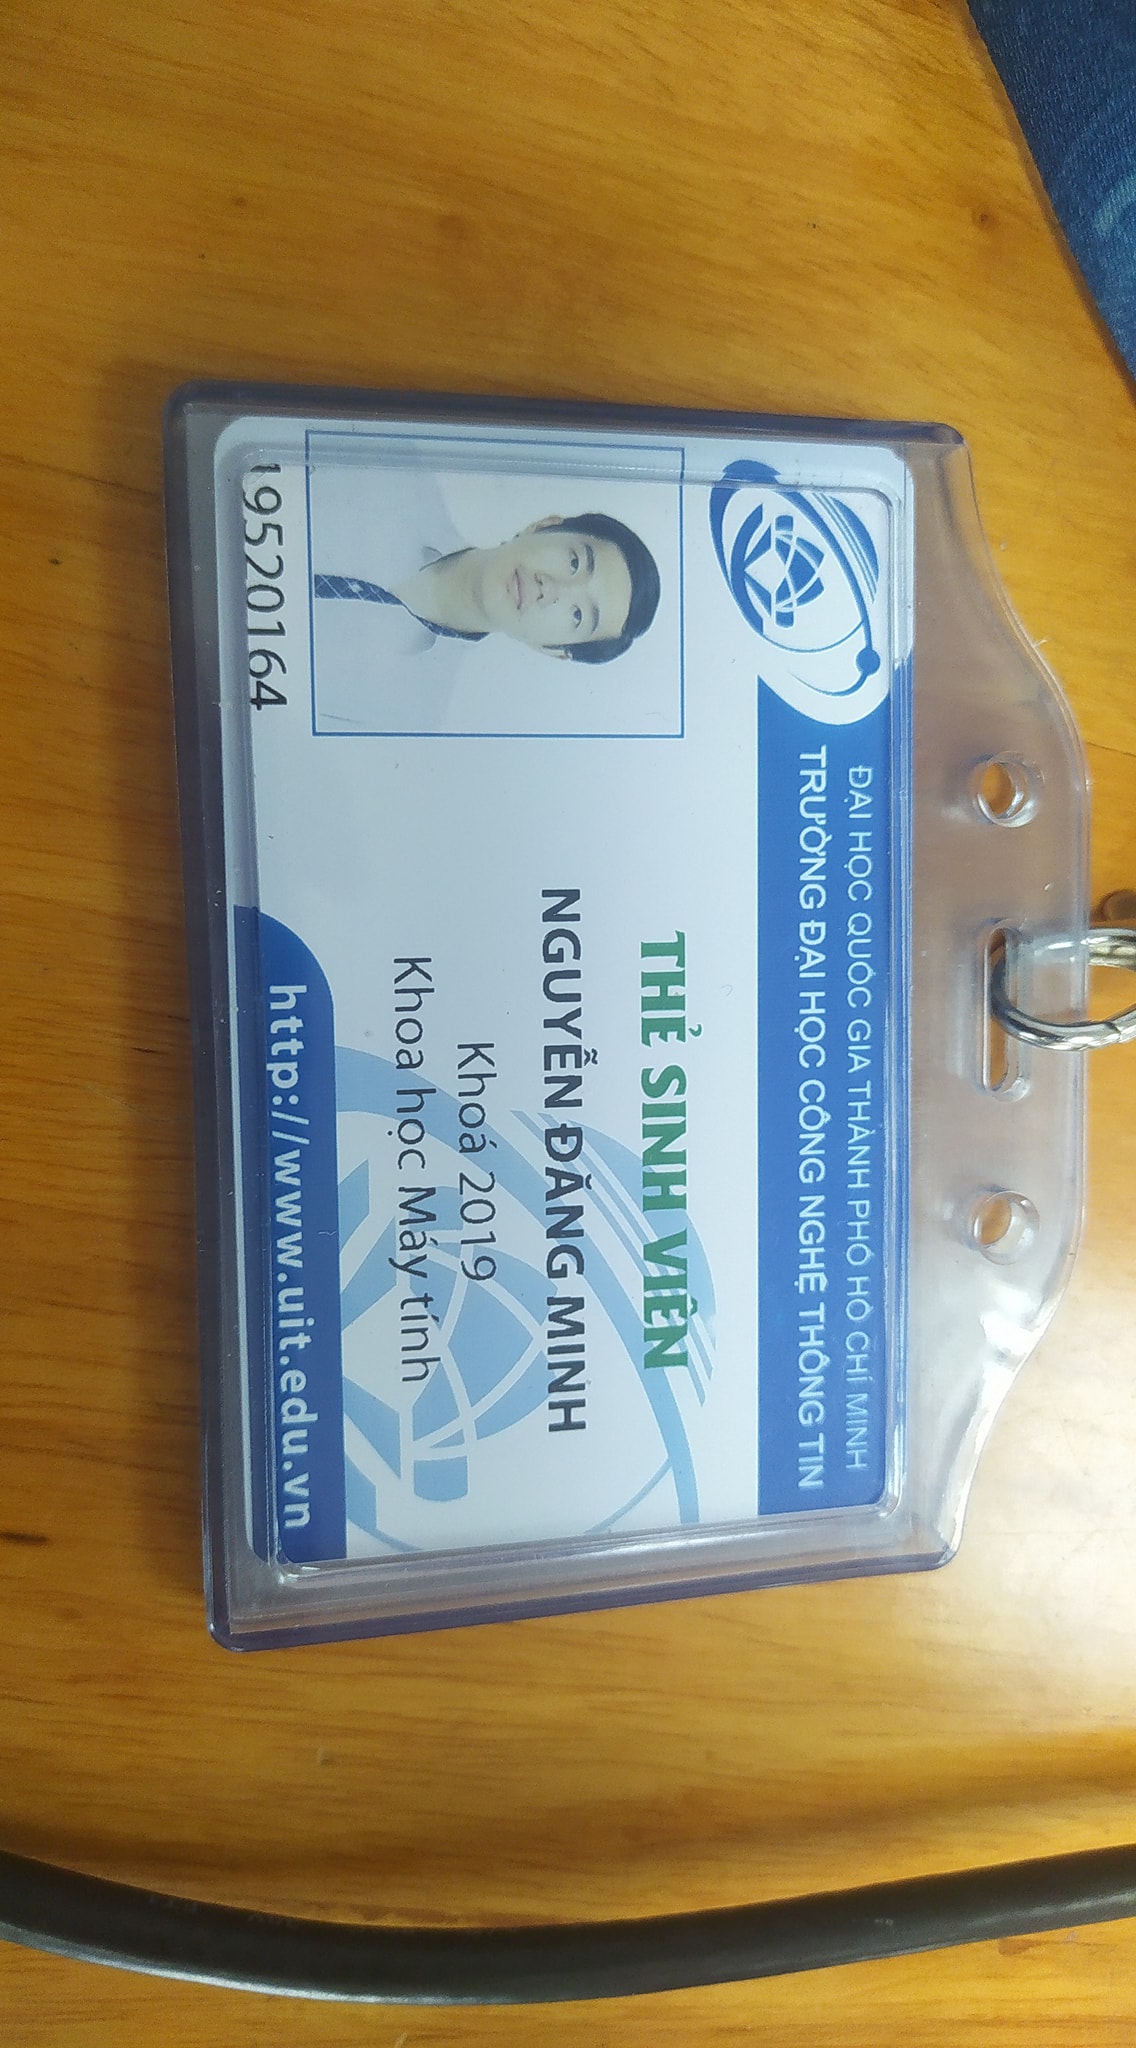 ĐẠI HỌC QUỐC GIA THÀNH PHỐ HỒ CHÍ MINH
TRƯỜNG ĐẠI HỌC CÔNG NGHỆ THÔNG TIN
THẺ SINH VIÊN
NGUYỄN ĐĂNG MINH
Khoá 2019
Khoa học Máy tính
19520164
http://www.uit.edu.vn